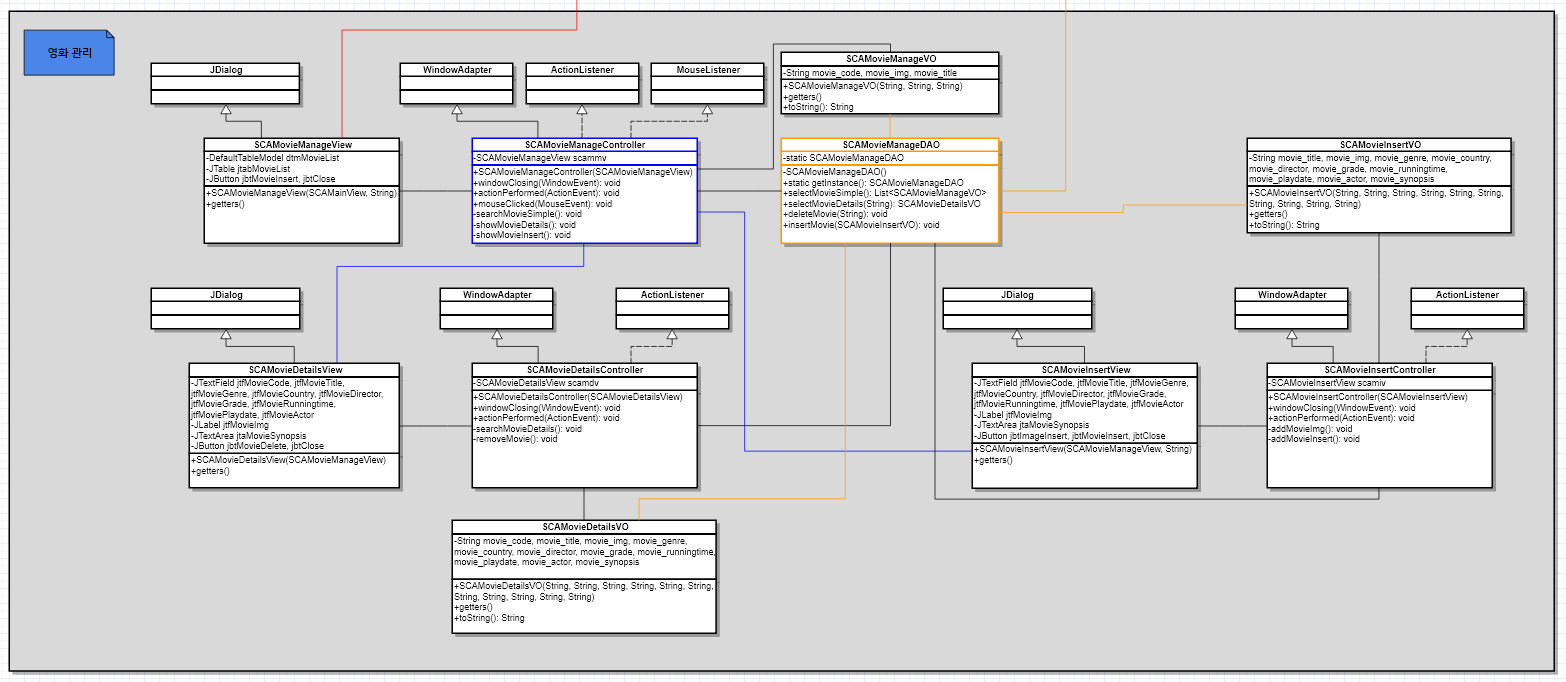 영화 관리
JDialog
WindowAdapter
ActionListener
MouseListener
SCAMovieManageVO
-String movie_code, movie_img, movie_title
+SCAMovieManageVO(String, String, String)
+getters()
+toString(): String
SCAMovieManageView
-DefaultTableModel dtmMovieList
-JTable jtabMovieList
-JButton jbtMovieInsert, jbtClose
+SCAMovieManageView(SCAMainView, String)
+getters()
SCAMovieManageController
-SCAMovieManageView scammv
+SCAMovieManageController(SCAMovieManageView)
+windowClosing(WindowEvent): void
+actionPerformed(ActionEvent): void
+mouseClicked(MouseEvent): void
-searchMovieSimple(): void
-showMovieDetails(): void
-showMovieInsert(): void
SCAMovieManageDAO
-static SCAMovieManageDAO
-SCAMovieManageDAO()
+static getInstance(): SCAMovieManageDAO
+selectMovieSimple(): List<SCAMovieManageVO>
+selectMovieDetails(String): SCAMovieDetailsVO
+deleteMovie(String): void
+insertMovie(SCAMovieInsertVO): void
SCAMovieInsertVO
-String movie_title, movie_img, movie_genre, movie_country,
movie_director, movie_grade, movie_runningtime,
movie_playdate, movie_actor, movie_synopsis
+SCAMovieInsertVO(String, String, String, String, String, String,
String, String, String, String)
+getters()
+toString(): String
JDialog
WindowAdapter
ActionListener
JDialog
WindowAdapter
ActionListener
SCAMovieDetailsView
-JTextField jtfMovieCode, jtfMovieTitle,
jtfMovieGenre, jtfMovieCountry, jtfMovieDirector,
jtfMovieGrade, jtfMovieRunningtime,
jtfMoviePlaydate, jtfMovieActor
-JLabel jtfMovieImg
-JTextArea jtaMovieSynopsis
-JButton jbtMovieDelete, jbtClose
+SCAMovieDetailsView(SCAMovieManageView)
+getters()
SCAMovieDetailsController
-SCAMovieDetailsView scamdv
+SCAMovieDetailsController(SCAMovieDetailsView)
+windowClosing(WindowEvent): void
+actionPerformed(ActionEvent): void
-searchMovieDetails(): void
-removeMovie(): void
SCAMovieInsertView
-JTextField jtfMovieCode, jtfMovieTitle, jtfMovieGenre,
jtfMovieCountry, jtfMovieDirector, jtfMovieGrade,
jtfMovieRunningtime, jtfMoviePlaydate, jtfMovieActor
-JLabel jtfMovieImg
-JTextArea jtaMovieSynopsis
-JButton jbtImageInsert, jbtMovieInsert, jbtClose
+SCAMovieInsertView(SCAMovieManageView, String)
+getters()
SCAMovieInsertController
-SCAMovieInsertView scamiv
+SCAMovieInsertController(SCAMovieInsertView)
+windowClosing(WindowEvent): void
+actionPerformed(ActionEvent): void
-addMovieImg(): void
-addMovieInsert(): void
SCAMovieDetailsVO
-String movie_code, movie_title, movie_img, movie_genre,
movie_country, movie_director, movie_grade, movie_runningtime,
movie_playdate, movie_actor, movie_synopsis
+SCAMovieDetailsVO(String, String, String, String, String, String,
String, String, String, String, String)
+getters()
+toString(): String